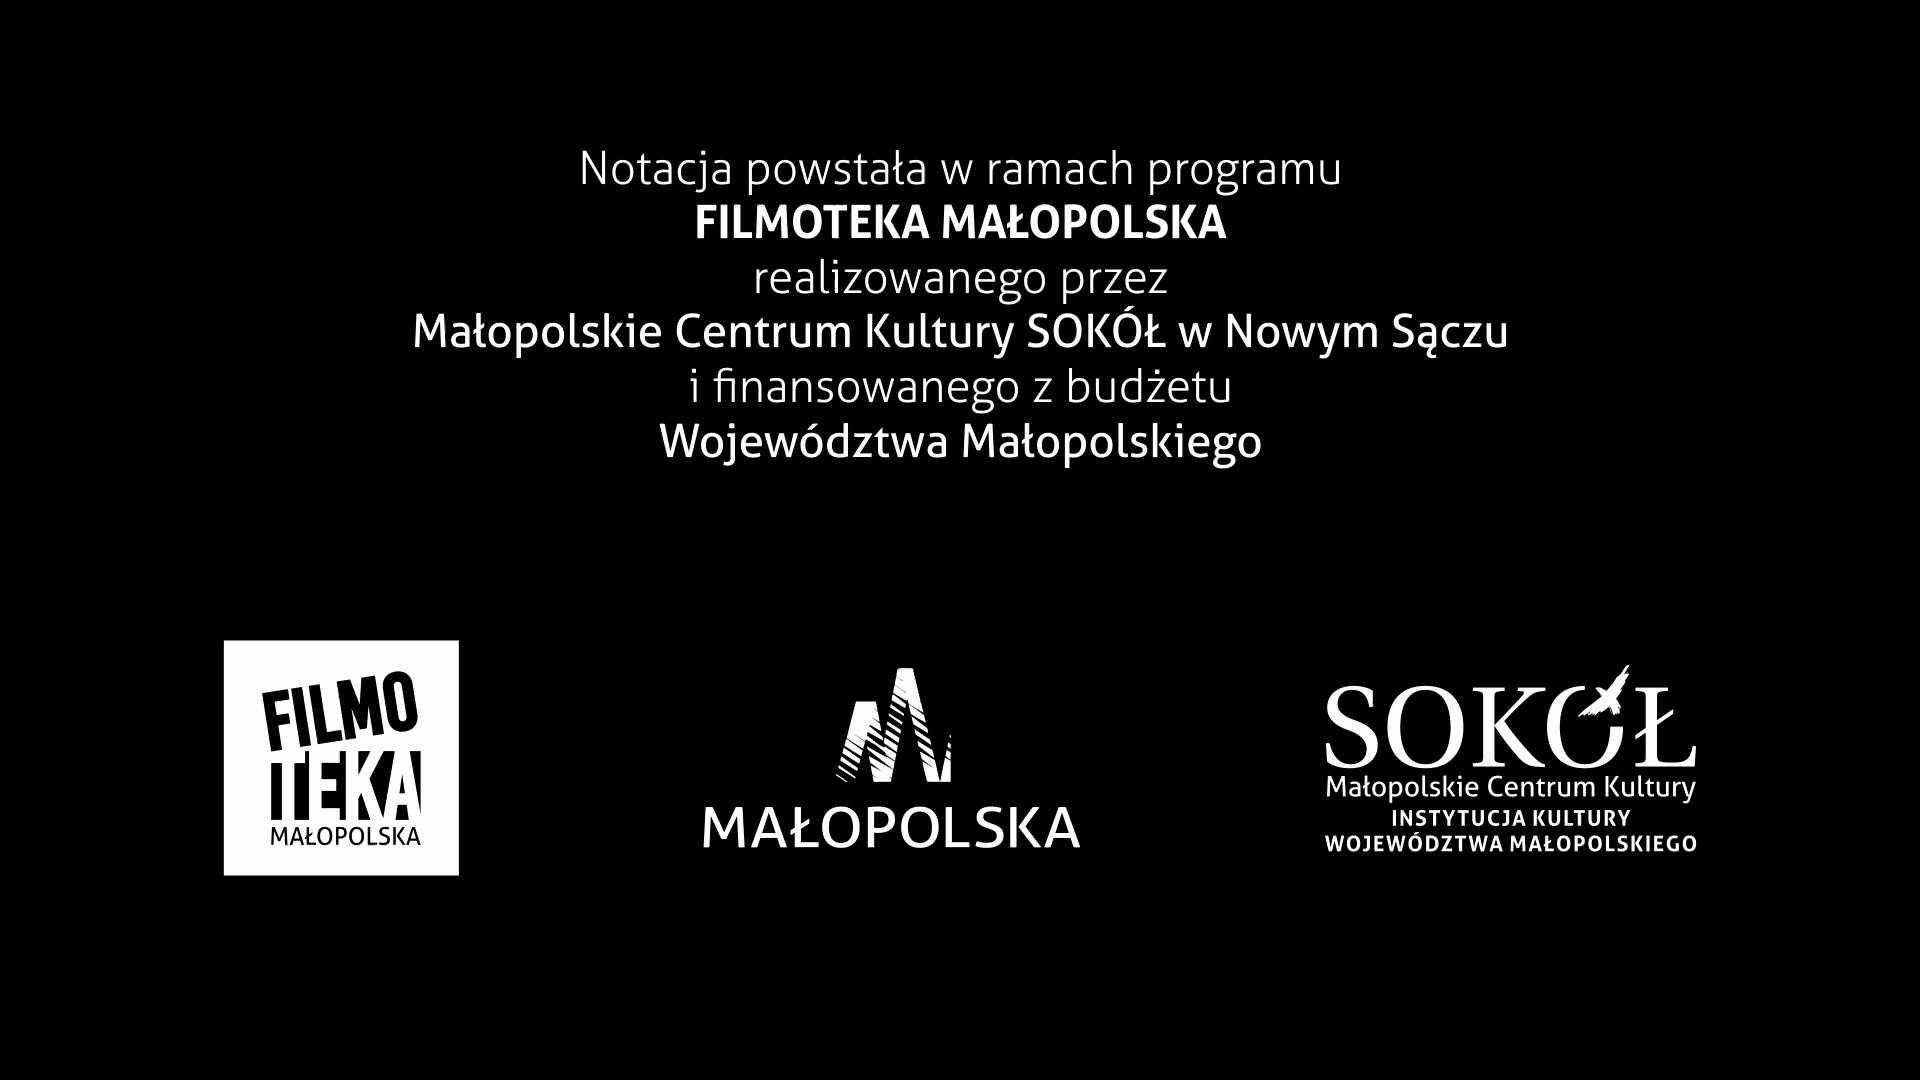 Notacja powstała w ramach programu
FILMOTEKA MAŁOPOLSKA
realizowanego przez
Małopolskie Centrum Kultury SOKÓŁ w Nowym Sączu
i finansowanego z budżetu
Województwa Małopolskiego
FILMO
TEKA
MAŁOPOLSKA
MAŁOPOLSKA
SOKÓŁ
Małopolskie Centrum Kultury
INSTYTUCJA KULTURY
WOJEWÓDZTWA MAŁOPOLSKIEGO